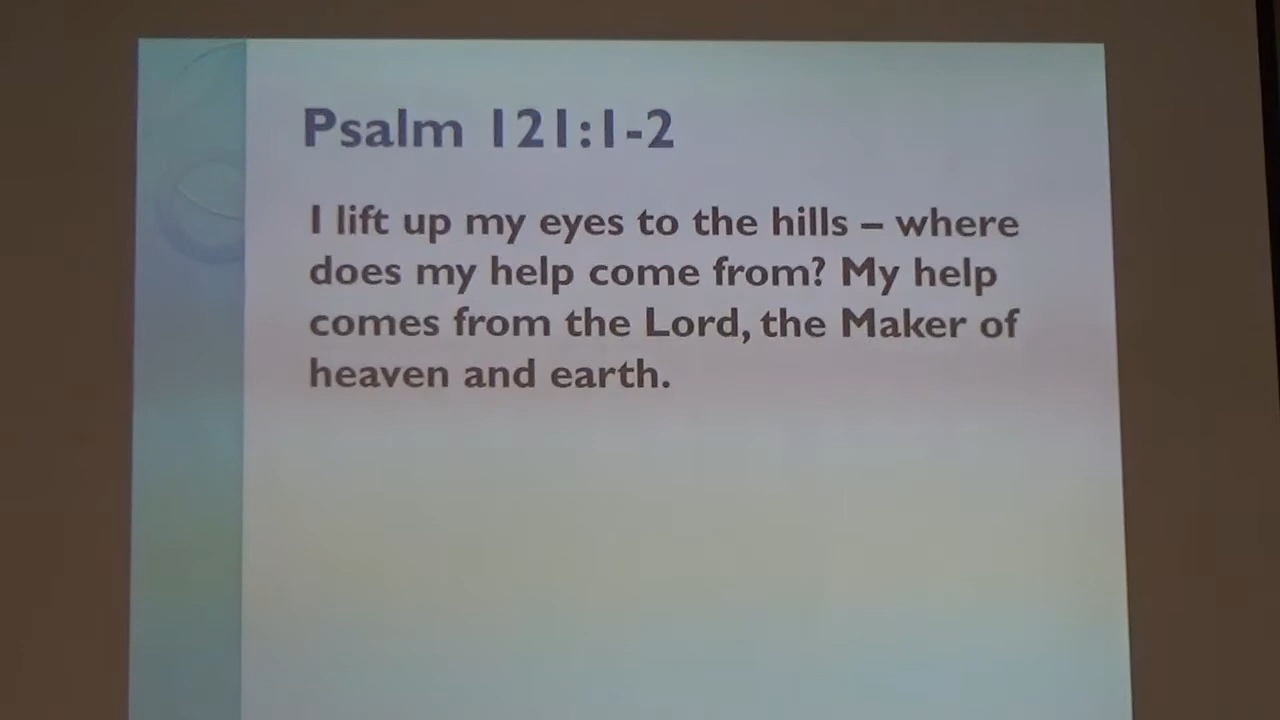 Psalm 121:1-2
I lift up my eyes to the hills – where
does my help come from? My help
comes from the Lord, the Maker of
heaven and earth.